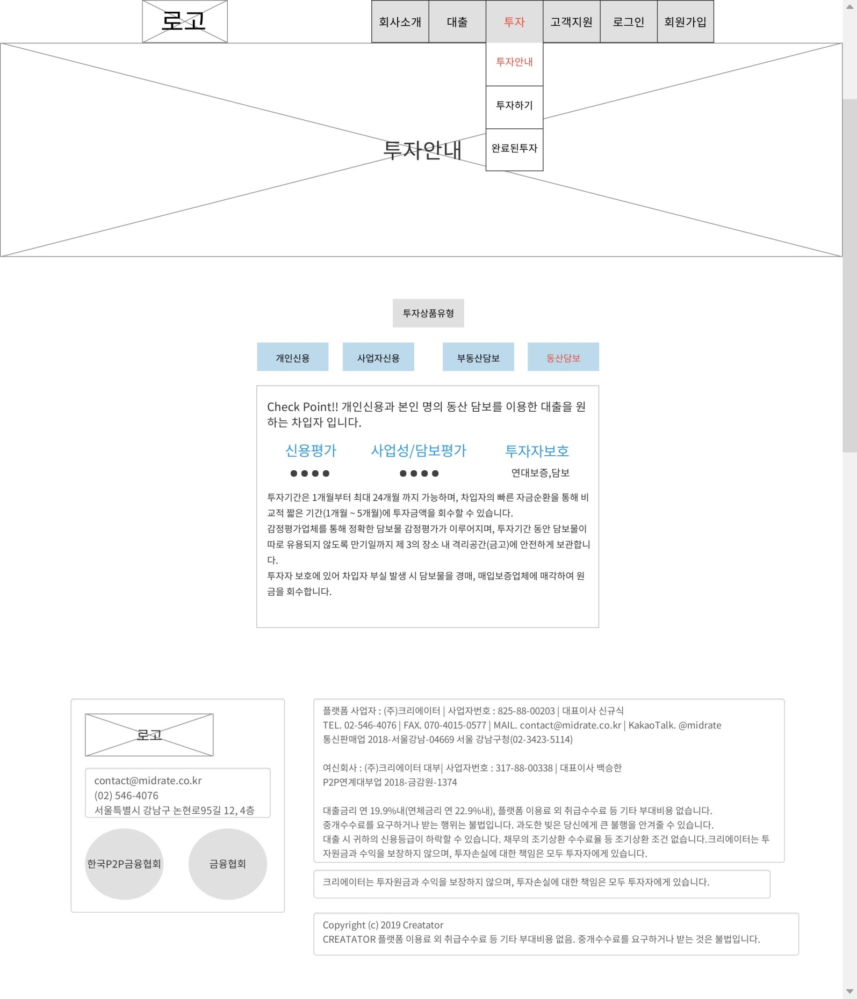 로고
회사소개 대출 투자 고객지원 로그인 회원가입
투자안내
투자하기
완료된투자
투자안내
투자상품유형
개인신용 사업자신용 부동산담보 동산담보
Check Point!! 개인신용과 본인 명의 동산 담보를 이용한 대출을 원
하는 차입자 입니다.
신용평가 사업성/담보평가 투자자보호
●●●● ●●●● 연대보증,담보
투자기간은 1개월부터 최대 24개월 까지 가능하며, 차입자의 빠른 자금순환을 통해 비
교적 짧은 기간(1개월 ~ 5개월)에 투자금액을 회수할 수 있습니다.
감정평가업체를 통해 정확한 담보물 감정평가가 이루어지며, 투자기간 동안 담보물이
따로 유용되지 않도록 만기일까지 제 3의 장소 내 격리공간(금고)에 안전하게 보관합니
다.
투자자 보호에 있어 차입자 부실 발생 시 담보물을 경매, 매입보증업체에 매각하여 원
금을 회수합니다.
로고
contact@midrate.co.kr
(02) 546-4076
서울특별시 강남구 논현로95길 12, 4층
한국P2P금융협회 금융협회
플랫폼 사업자 : (주)크리에이터 | 사업자번호 : 825-88-00203 | 대표이사 신규식
TEL. 02-546-4076 | FAX. 070-4015-0577 | MAIL. contact@midrate.co.kr | KakaoTalk. @midrate
통신판매업 2018-서울강남-04669 서울 강남구청(02-3423-5114)
여신회사 : (주)크리에이터 대부| 사업자번호 : 317-88-00338 | 대표이사 백승한
P2P연계대부업 2018-금감원-1374
대출금리 연 19.9%내(연체금리 연 22.9%내), 플랫폼 이용료 외 취급수수료 등 기타 부대비용 없습니다.
중개수수료를 요구하거나 받는 행위는 불법입니다. 과도한 빚은 당신에게 큰 불행을 안겨줄 수 있습니다.
대출 시 귀하의 신용등급이 하락할 수 있습니다. 채무의 조기상환 수수료율 등 조기상환 조건 없습니다.크리에이터는 투
자원금과 수익을 보장하지 않으며, 투자손실에 대한 책임은 모두 투자자에게 있습니다.
크리에이터는 투자원금과 수익을 보장하지 않으며, 투자손실에 대한 책임은 모두 투자자에게 있습니다.
Copyright (c) 2019 Creatator
CREATATOR 플랫폼 이용료 외 취급수수료 등 기타 부대비용 없음. 중개수수료를 요구하거나 받는 것은 불법입니다.